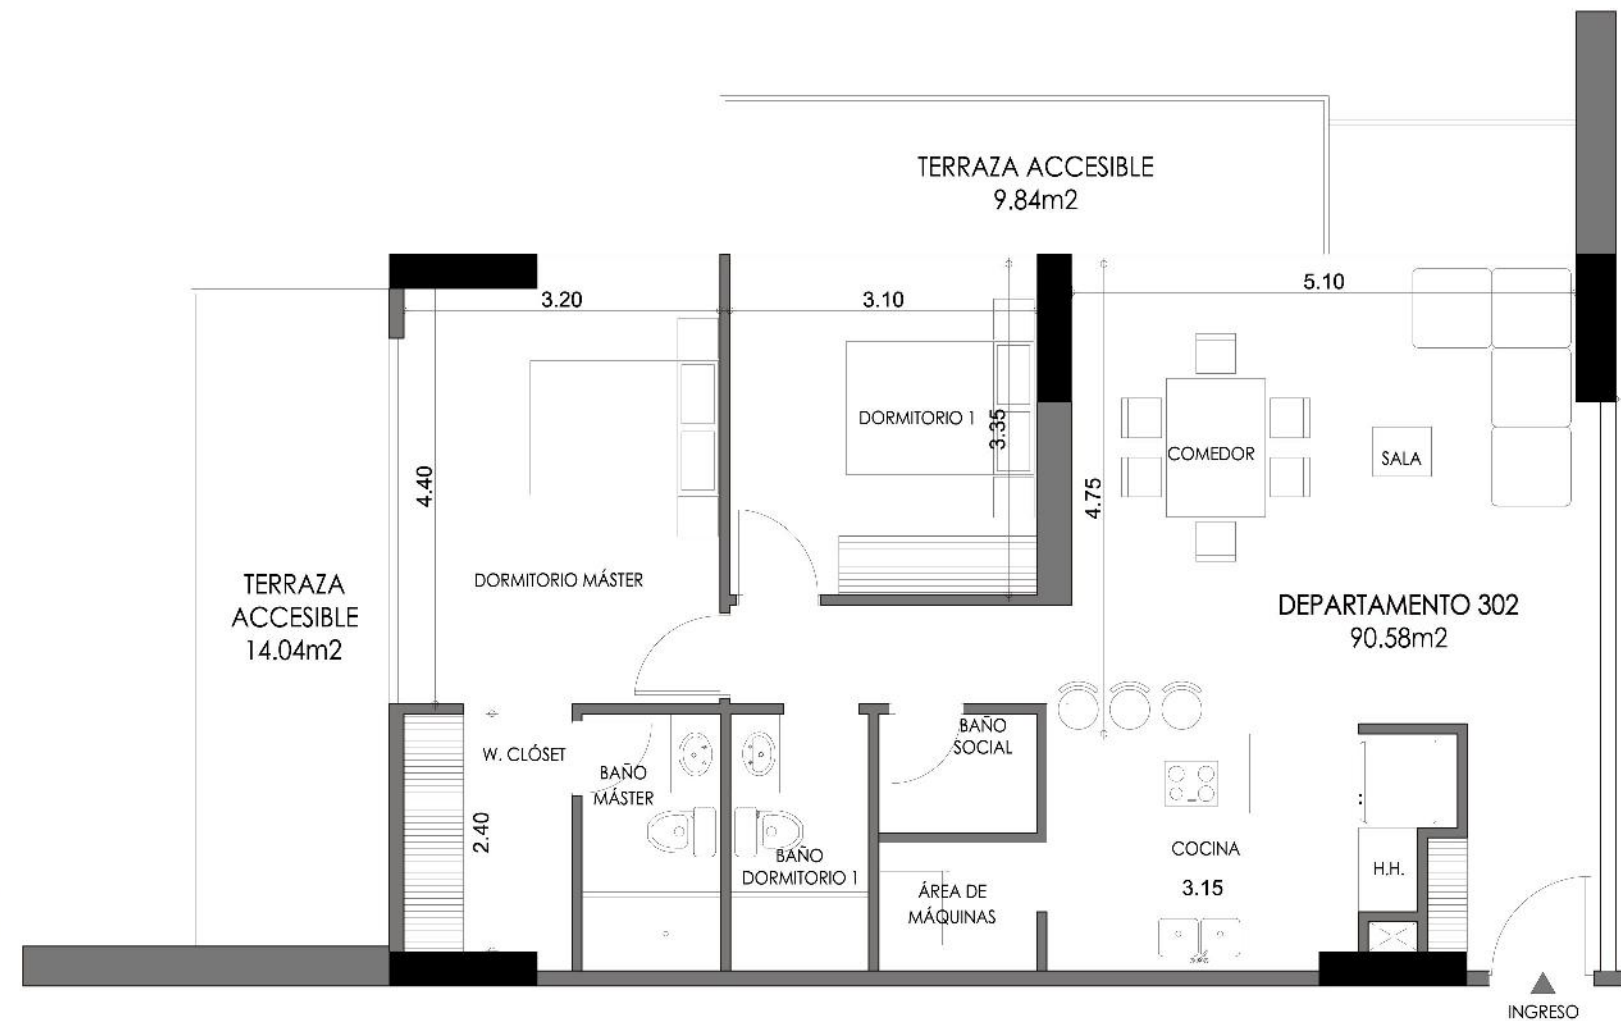 TERRAZA ACCESIBLE
9.84m2
3.20
3.10
5.10
DORMITORIO 1
3.35
COMEDOR
SALA
4.40
4.75
DORMITORIO MÁSTER
TERRAZA
ACCESIBLE
14.04m2
DEPARTAMENTO 302
90.58m2
W. CLÓSET
BAÑO
MÁSTER
BAÑO
SOCIAL
2.40
BAÑO
DORMITORIO 1
ÁREA DE
MÁQUINAS
COCINA
3.15
H.H.
INGRESO